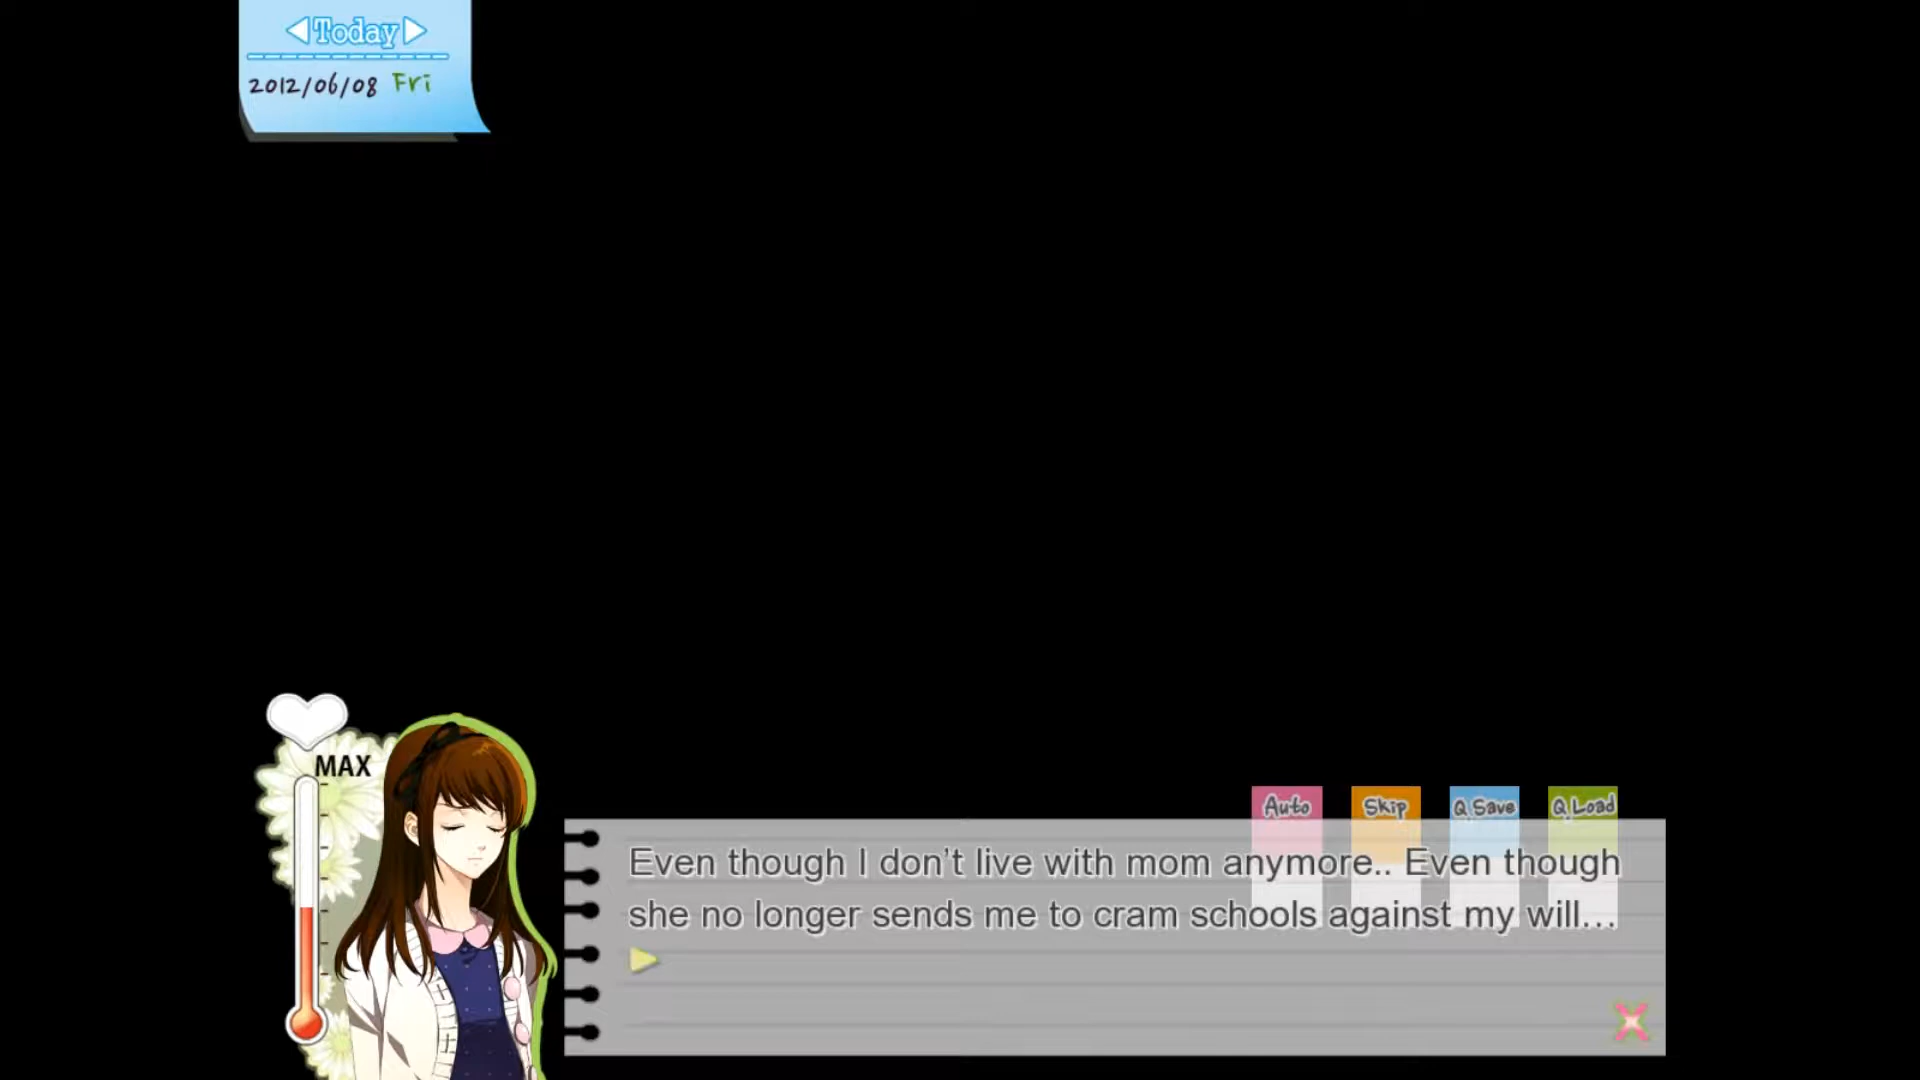 Today
2012/06/08 Fri
MAX
Auto Skip Q.Save Q.Load
Even though I don’t live with mom anymore.. Even though
she no longer sends me to cram schools against my will...